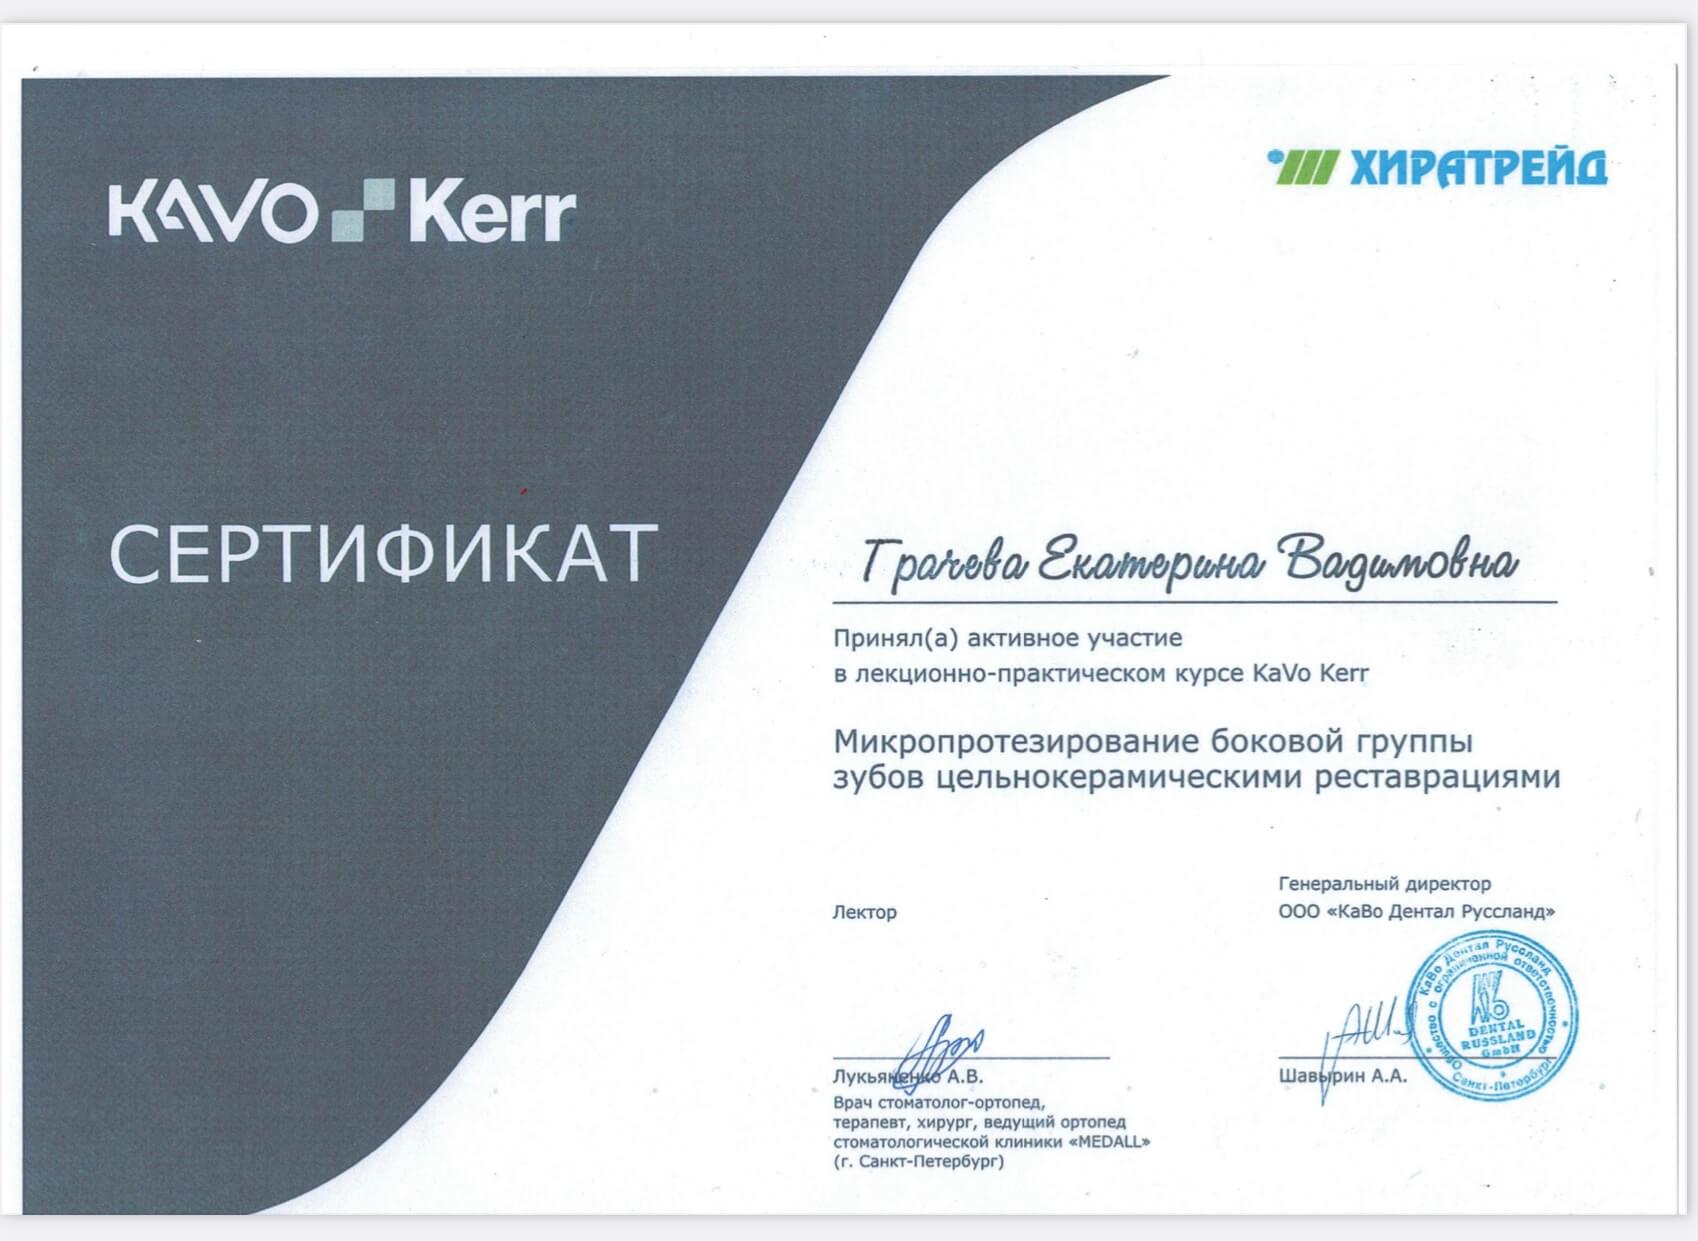 KAVO Kerr
ХИРАТРЕЙД
СЕРТИФИКАТ
Грачева Екатерина Вадимовна
Принял(а) активное участие
в лекционно-практическом курсе KaVo Kerr
Микропротезирование боковой группы
зубов цельнокерамическими реставрациями
Лектор
Лукьяненко А.В.
Врач стоматолог-ортопед,
терапевт, хирург, ведущий ортопед
стоматологической клиники «MEDALL»
(г. Санкт-Петербург)
Генеральный директор
ООО «КаВо Дентал Руссланд»
Шавырин А.А.
КаВо Дентал Руссланд
Общество с ограниченной ответственностью
Санкт-Петербург
DENTAL
RUSSLAND
GmbH